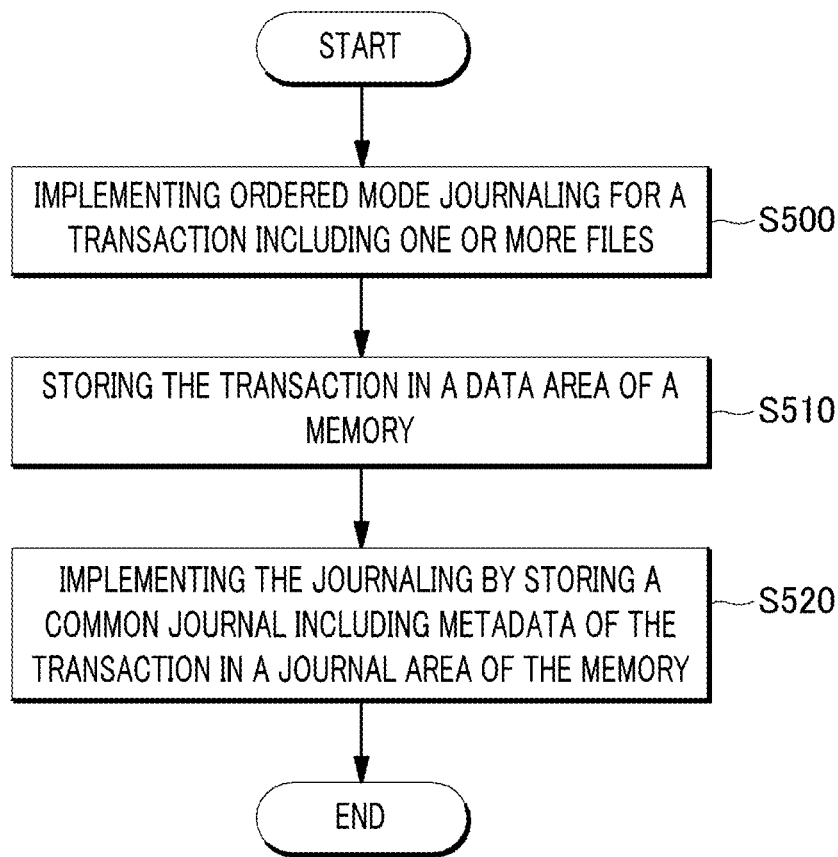 START
IMPLEMENTING ORDERED MODE JOURNALING FOR A
TRANSACTION INCLUDING ONE OR MORE FILES
S500
STORING THE TRANSACTION IN A DATA AREA OF A
MEMORY
S510
IMPLEMENTING THE JOURNALING BY STORING A
COMMON JOURNAL INCLUDING METADATA OF THE
TRANSACTION IN A JOURNAL AREA OF THE MEMORY
S520
END